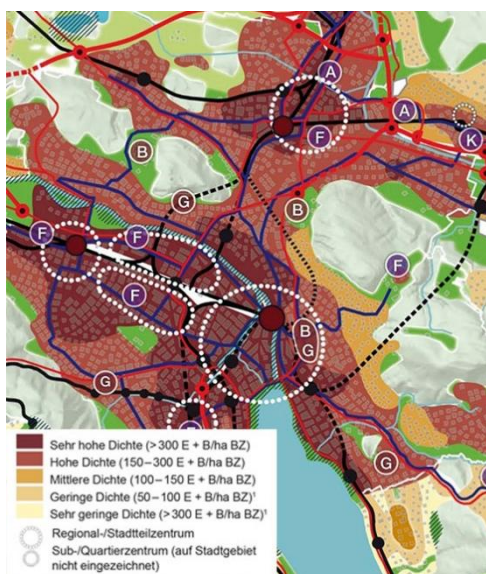 A
A
F
K
B
G
B
F
F
F
F
B
G
G
G
Sehr hohe Dichte (> 300 E + B/ha BZ)
Hohe Dichte (150–300 E + B/ha BZ)
Mittlere Dichte (100–150 E + B/ha BZ)
Geringe Dichte (50–100 E + B/ha BZ)¹
Sehr geringe Dichte (> 300 E + B/ha BZ)¹
Regional-/Stadtteilzentrum
Sub-/Quartierzentrum (auf Stadtgebiet
nicht eingezeichnet)